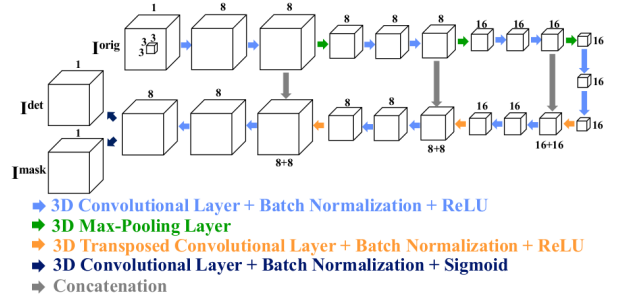 1 8 8 8 8 8 16 16 16
I^orig 3 3 3 16
16
1
I^det 8 8 8 8 16 16 16
1
I^mask 8+8 8+8 16+16
3D Convolutional Layer + Batch Normalization + ReLU
3D Max-Pooling Layer
3D Transposed Convolutional Layer + Batch Normalization + ReLU
3D Convolutional Layer + Batch Normalization + Sigmoid
Concatenation